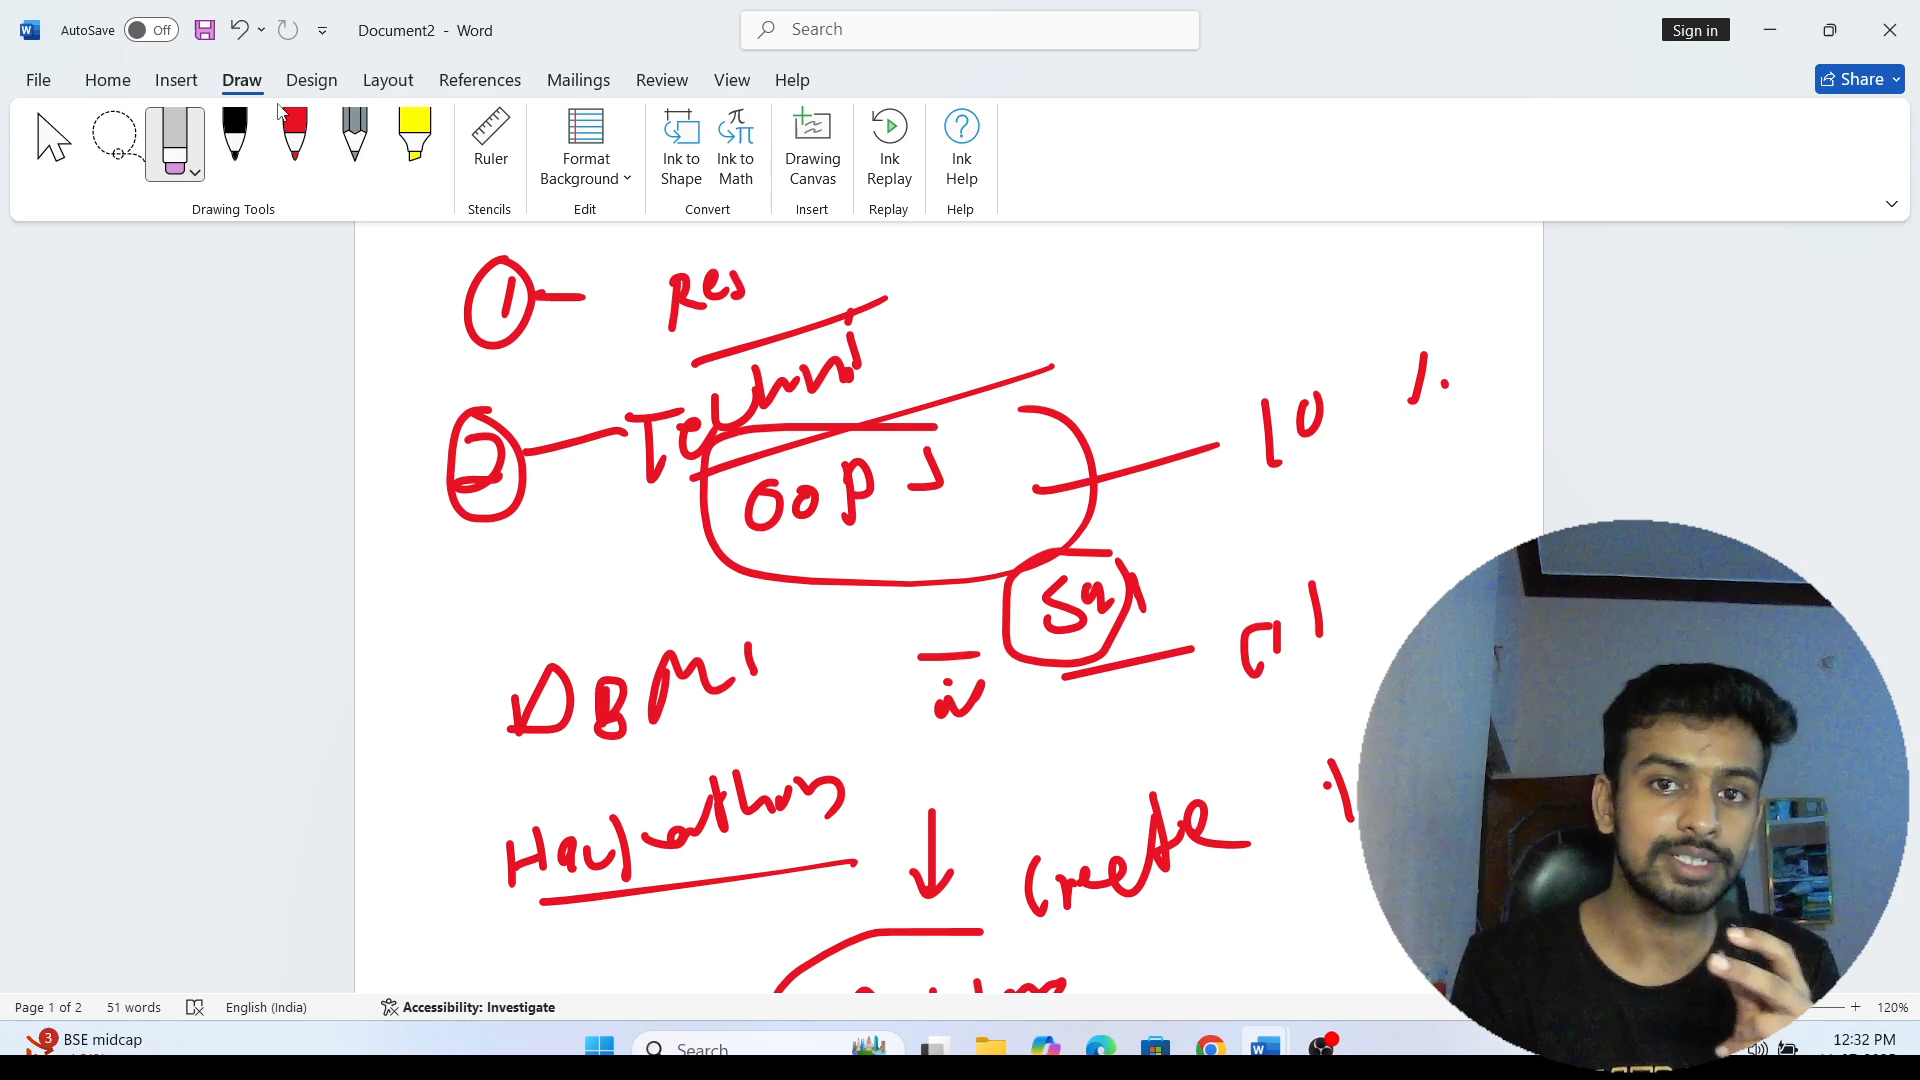 AutoSave Off Document2 - Word Search Sign in
File Home Insert Draw Design Layout References Mailings Review View Help Share
Ruler Format Background Ink to Shape Ink to Math Drawing Canvas Ink Replay Ink Help
Drawing Tools Stencils Edit Convert Insert Replay Help
1 Res
2 Techni
10 %
OOPS
Sql
DBMS
Hackathon
Create
Page 1 of 2 51 words English (India) Accessibility: Investigate 120%
3 BSE midcap Search 12:32 PM